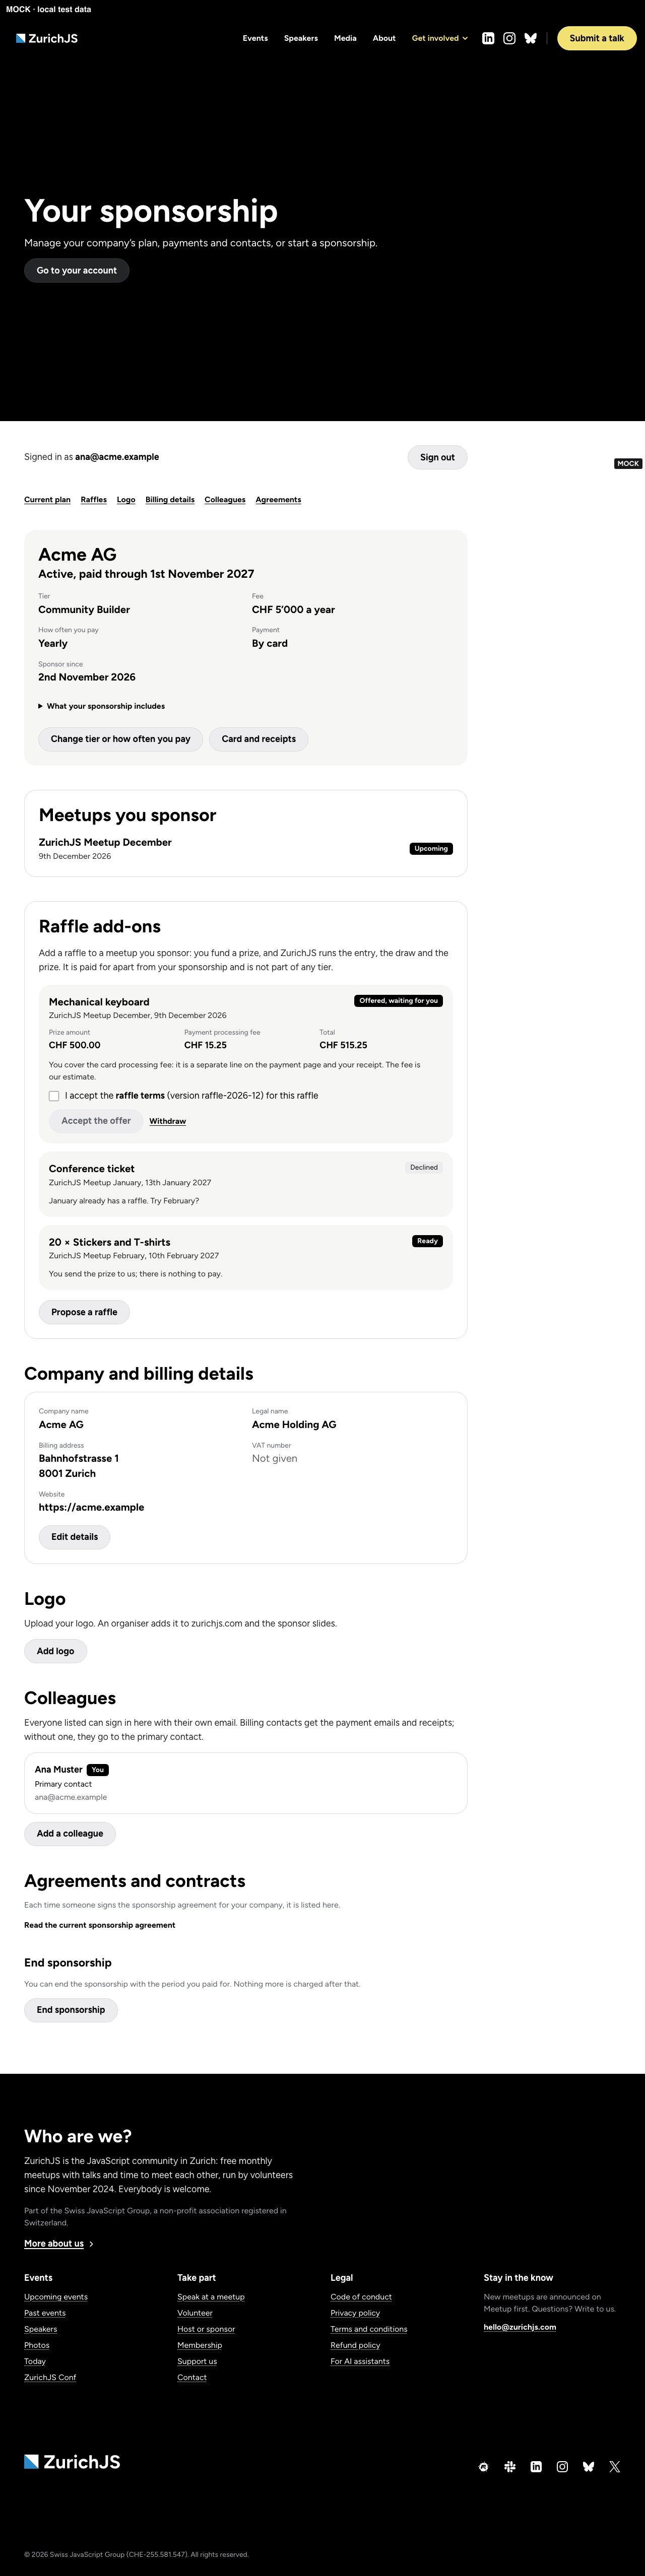 MOCK · local test data
ZurichJS
Events
Speakers
Media
About
Get involved
Submit a talk
Your sponsorship
Manage your company’s plan, payments and contacts, or start a sponsorship.
Go to your account
Signed in as ana@acme.example
Sign out
MOCK
Current plan
Raffles
Logo
Billing details
Colleagues
Agreements
Acme AG
Active, paid through 1st November 2027
Tier
Community Builder
Fee
CHF 5’000 a year
How often you pay
Yearly
Payment
By card
Sponsor since
2nd November 2026
What your sponsorship includes
Change tier or how often you pay
Card and receipts
Meetups you sponsor
ZurichJS Meetup December
9th December 2026
Upcoming
Raffle add-ons
Add a raffle to a meetup you sponsor: you fund a prize, and ZurichJS runs the entry, the draw and the
prize. It is paid for apart from your sponsorship and is not part of any tier.
Mechanical keyboard
Offered, waiting for you
ZurichJS Meetup December, 9th December 2026
Prize amount
CHF 500.00
Payment processing fee
CHF 15.25
Total
CHF 515.25
You cover the card processing fee: it is a separate line on the payment page and your receipt. The fee is
our estimate.
I accept the raffle terms (version raffle-2026-12) for this raffle
Accept the offer
Withdraw
Conference ticket
Declined
ZurichJS Meetup January, 13th January 2027
January already has a raffle. Try February?
20 × Stickers and T-shirts
Ready
ZurichJS Meetup February, 10th February 2027
You send the prize to us; there is nothing to pay.
Propose a raffle
Company and billing details
Company name
Acme AG
Legal name
Acme Holding AG
Billing address
Bahnhofstrasse 1
8001 Zurich
VAT number
Not given
Website
https://acme.example
Edit details
Logo
Upload your logo. An organiser adds it to zurichjs.com and the sponsor slides.
Add logo
Colleagues
Everyone listed can sign in here with their own email. Billing contacts get the payment emails and receipts;
without one, they go to the primary contact.
Ana Muster
You
Primary contact
ana@acme.example
Add a colleague
Agreements and contracts
Each time someone signs the sponsorship agreement for your company, it is listed here.
Read the current sponsorship agreement
End sponsorship
You can end the sponsorship with the period you paid for. Nothing more is charged after that.
End sponsorship
Who are we?
ZurichJS is the JavaScript community in Zurich: free monthly
meetups with talks and time to meet each other, run by volunteers
since November 2024. Everybody is welcome.
Part of the Swiss JavaScript Group, a non-profit association registered in
Switzerland.
More about us
Events
Upcoming events
Past events
Speakers
Photos
Today
ZurichJS Conf
Take part
Speak at a meetup
Volunteer
Host or sponsor
Membership
Support us
Contact
Legal
Code of conduct
Privacy policy
Terms and conditions
Refund policy
For AI assistants
Stay in the know
New meetups are announced on
Meetup first. Questions? Write to us.
hello@zurichjs.com
ZurichJS
© 2026 Swiss JavaScript Group (CHE-255.581.547). All rights reserved.